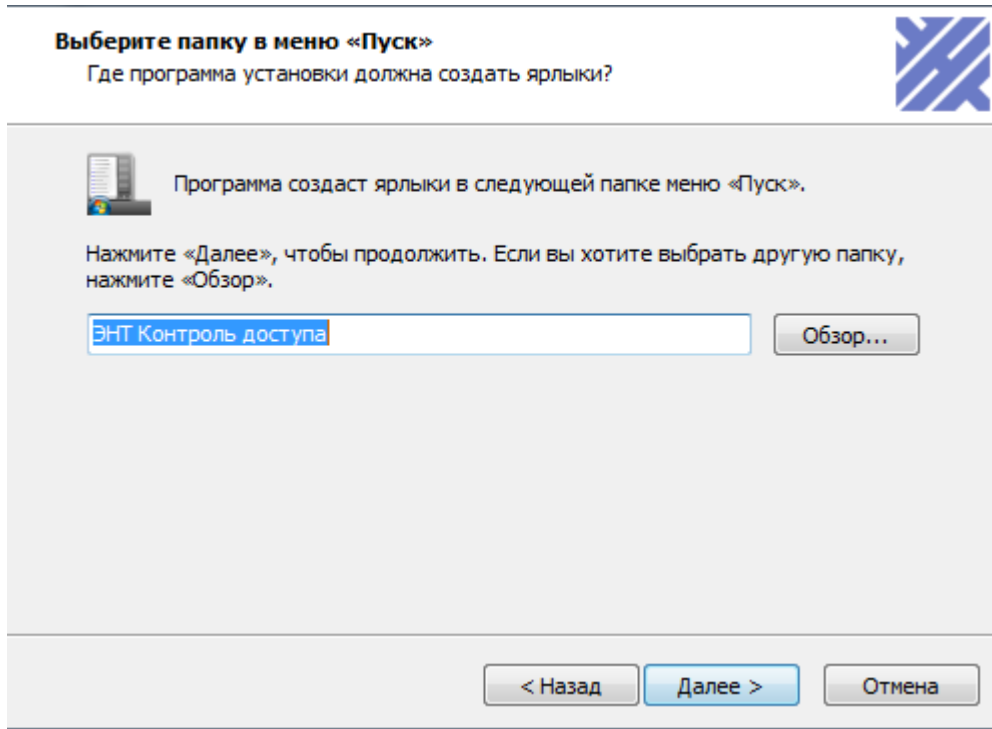 Выберите папку в меню «Пуск»
Где программа установки должна создать ярлыки?
Программа создаст ярлыки в следующей папке меню «Пуск».
Нажмите «Далее», чтобы продолжить. Если вы хотите выбрать другую папку,
нажмите «Обзор».
ЭНТ Контроль доступа
Обзор...
< Назад
Далее >
Отмена